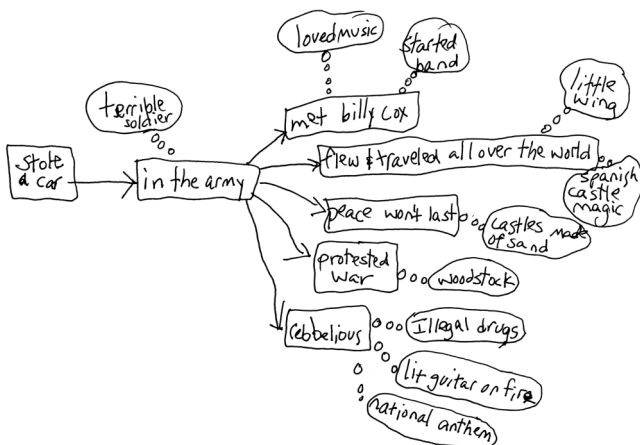 lovedmusic
started
band
little
wing
terrible
soldier
met billy cox
flew & traveled all over the world
stole
a car
in the army
spanish
castle
magic
peace won't last
castles made
of sand
protested
war
woodstock
rebbelious
Illegal drugs
lit guitar on fire
national anthem